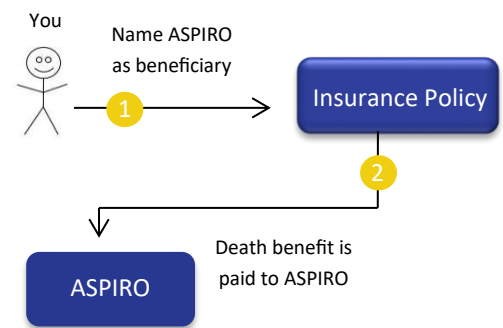 You
Name ASPIRO
as beneficiary
1
Insurance Policy
2
Death benefit is
paid to ASPIRO
ASPIRO